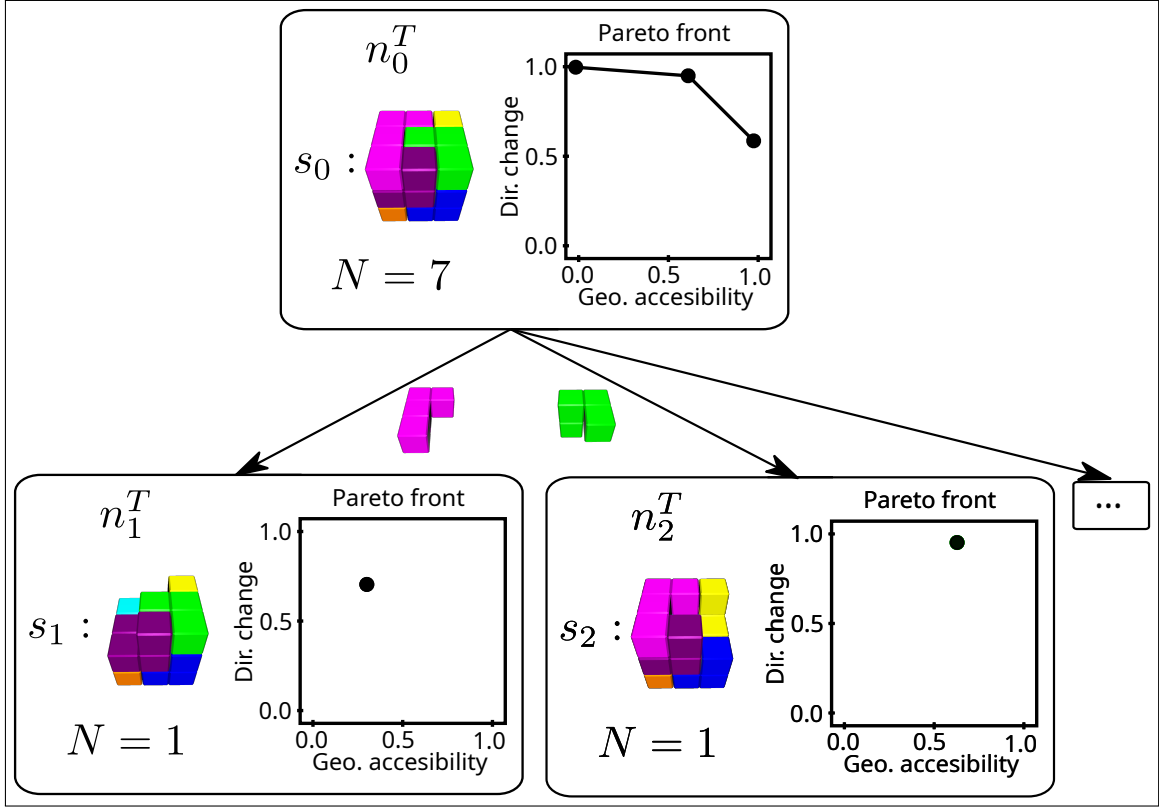 n_0^T
Pareto front
1.0
0.5
0.0
Dir. change
s_0 :
N = 7
0.0 0.5 1.0
Geo. accesibility
n_1^T
Pareto front
1.0
0.5
0.0
Dir. change
s_1 :
N = 1
0.0 0.5 1.0
Geo. accesibility
n_2^T
Pareto front
1.0
0.5
0.0
Dir. change
s_2 :
N = 1
0.0 0.5 1.0
Geo. accesibility
...